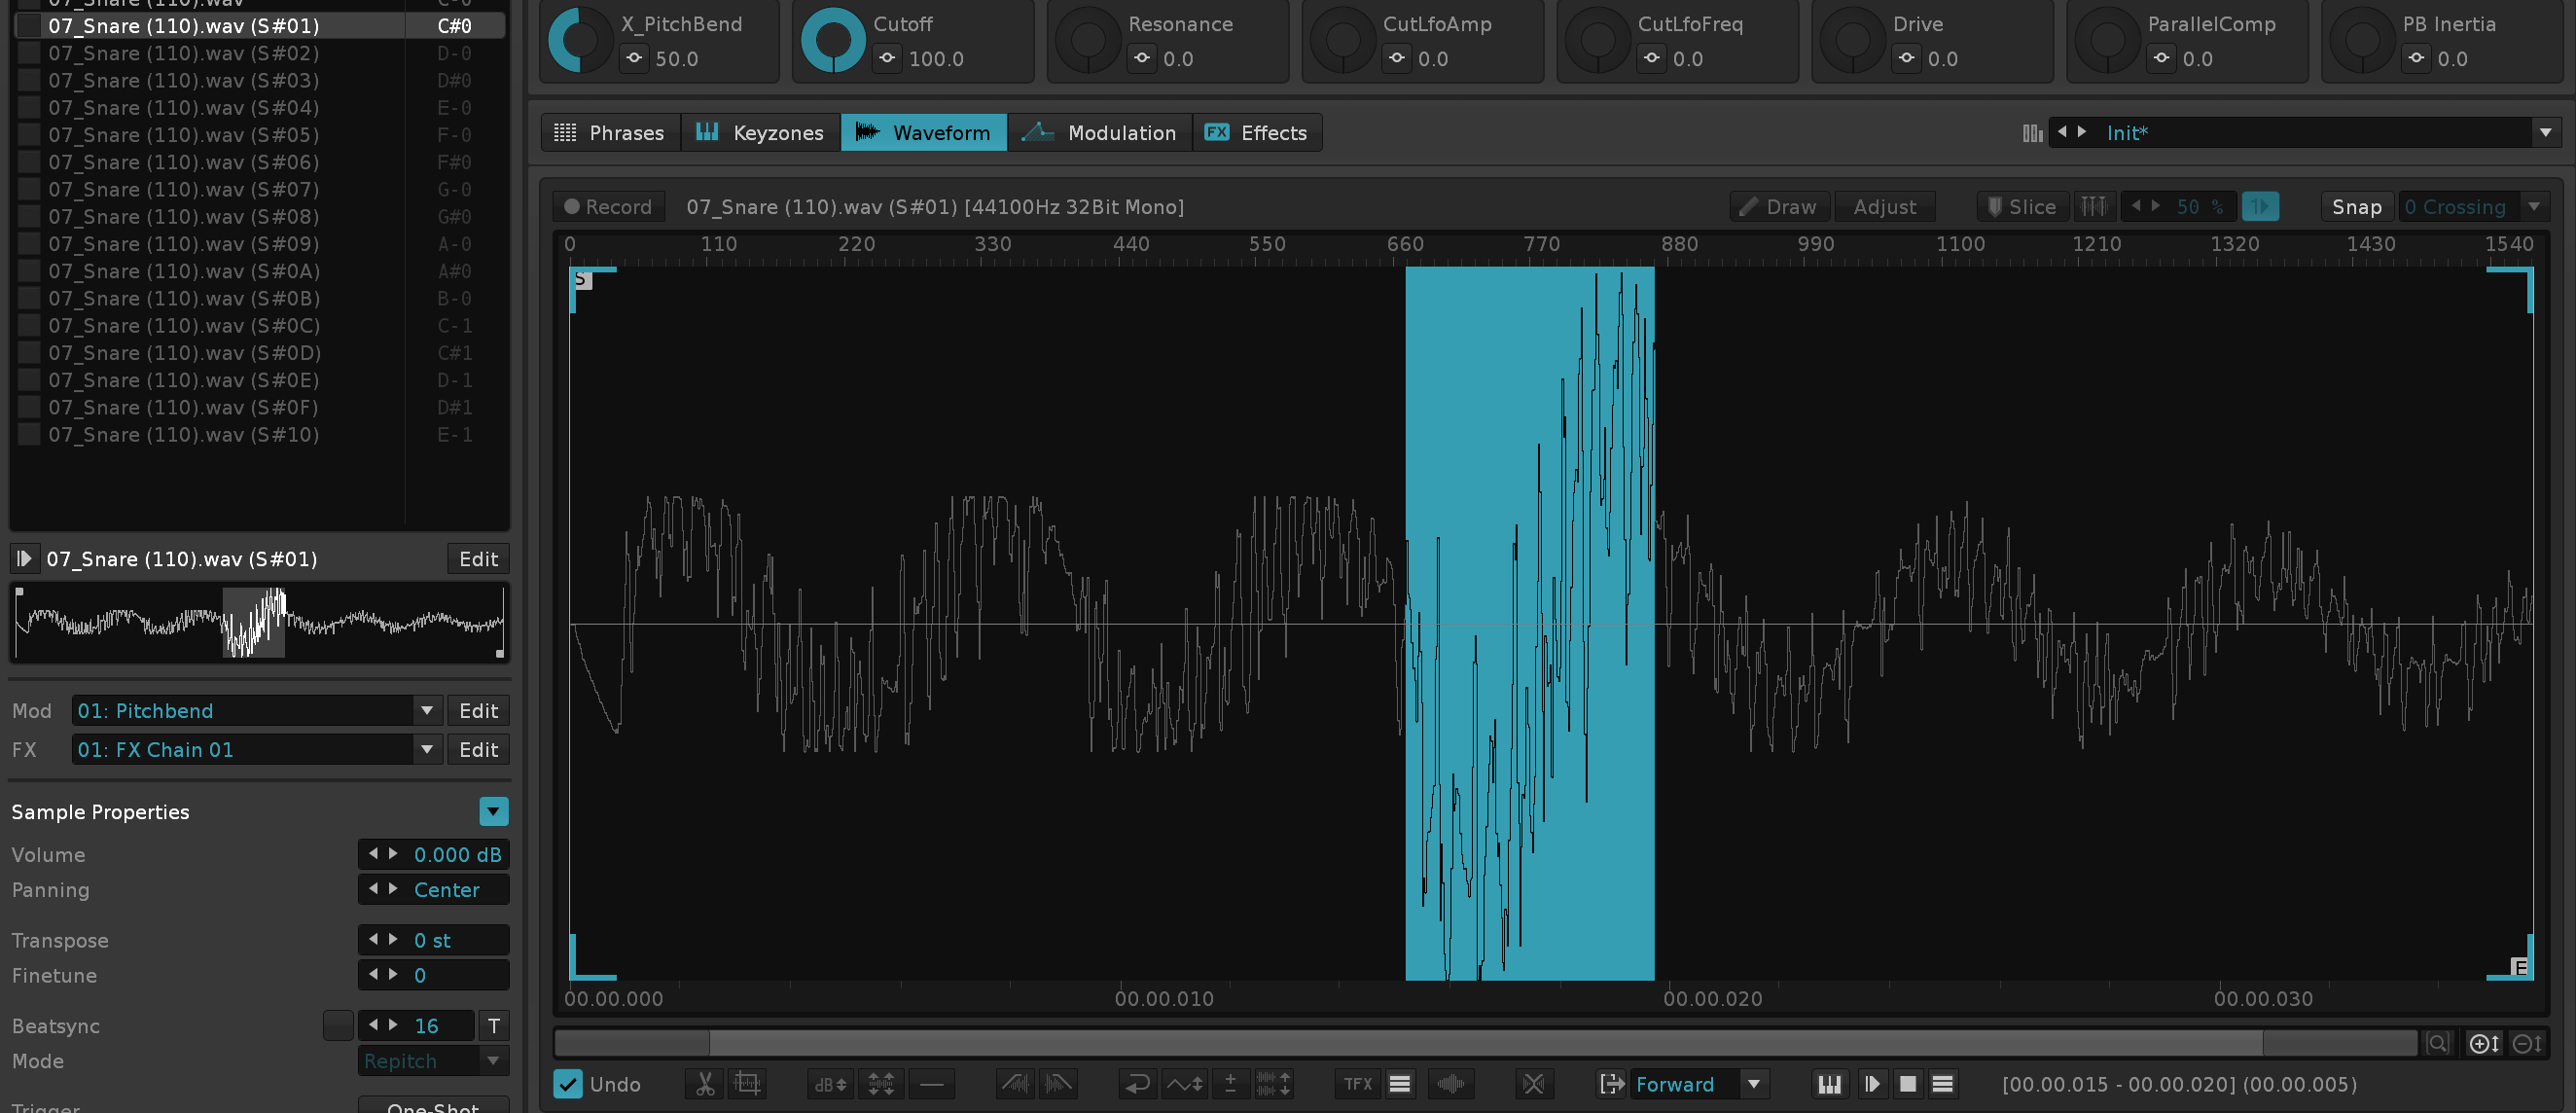 07_Snare (110).wav C-0
07_Snare (110).wav (S#01) C#0
07_Snare (110).wav (S#02) D-0
07_Snare (110).wav (S#03) D#0
07_Snare (110).wav (S#04) E-0
07_Snare (110).wav (S#05) F-0
07_Snare (110).wav (S#06) F#0
07_Snare (110).wav (S#07) G-0
07_Snare (110).wav (S#08) G#0
07_Snare (110).wav (S#09) A-0
07_Snare (110).wav (S#0A) A#0
07_Snare (110).wav (S#0B) B-0
07_Snare (110).wav (S#0C) C-1
07_Snare (110).wav (S#0D) C#1
07_Snare (110).wav (S#0E) D-1
07_Snare (110).wav (S#0F) D#1
07_Snare (110).wav (S#10) E-1
07_Snare (110).wav (S#01) Edit
Mod 01: Pitchbend Edit
FX 01: FX Chain 01 Edit
Sample Properties
Volume 0.000 dB
Panning Center
Transpose 0 st
Finetune 0
Beatsync 16 T
Mode Repitch
Trigger One-Shot
X_PitchBend Cutoff Resonance CutLfoAmp CutLfoFreq Drive ParallelComp PB Inertia
50.0 100.0 0.0 0.0 0.0 0.0 0.0 0.0
Phrases Keyzones Waveform Modulation FX Effects Init*
Record 07_Snare (110).wav (S#01) [44100Hz 32Bit Mono] Draw Adjust Slice 50 % 1 Snap 0 Crossing
0 110 220 330 440 550 660 770 880 990 1100 1210 1320 1430 1540
S
E
00.00.000 00.00.010 00.00.020 00.00.030
Undo dB TFX Forward [00.00.015 - 00.00.020] (00.00.005)